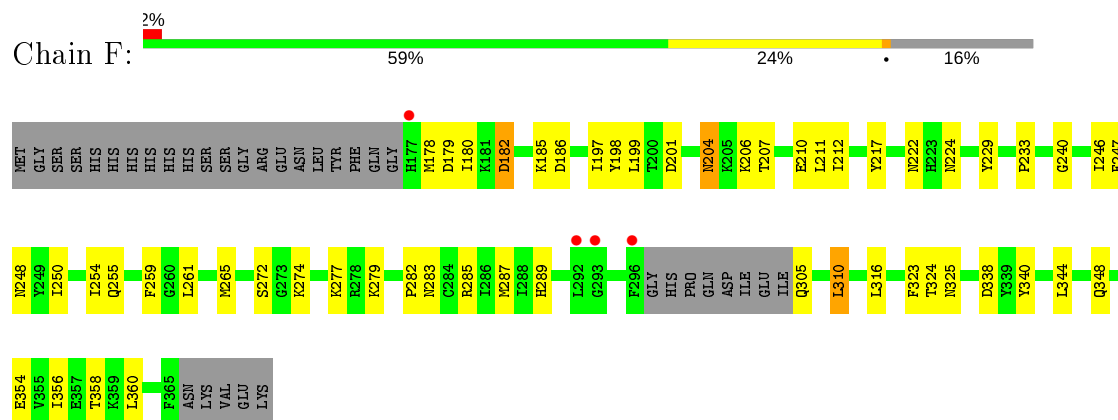 2%
Chain F:
59% 24% • 16%
MET GLY SER SER HIS HIS HIS HIS HIS HIS SER SER GLY ARG GLU ASN LEU TYR PHE GLN GLY H177 M178 D179 I180 K181 D182 K185 D186 I197 Y198 L199 T200 D201 N204 K205 K206 T207 E210 L211 I212 Y217 N222 H223 N224 Y229 P233 G240 I246
N248 Y249 I250 I254 Q255 F259 G260 L261 M265 S272 G273 K274 K277 R278 K279 P282 N283 C284 R285 I286 M287 I288 H289 L292 G293 F296 GLY HIS PRO GLN ASP ILE GLU ILE Q305 L310 L316 F323 T324 N325 D338 Y339 Y340 L344 Q348
E354 V355 I356 E357 T358 K359 L360 F365 ASN LYS VAL GLU LYS